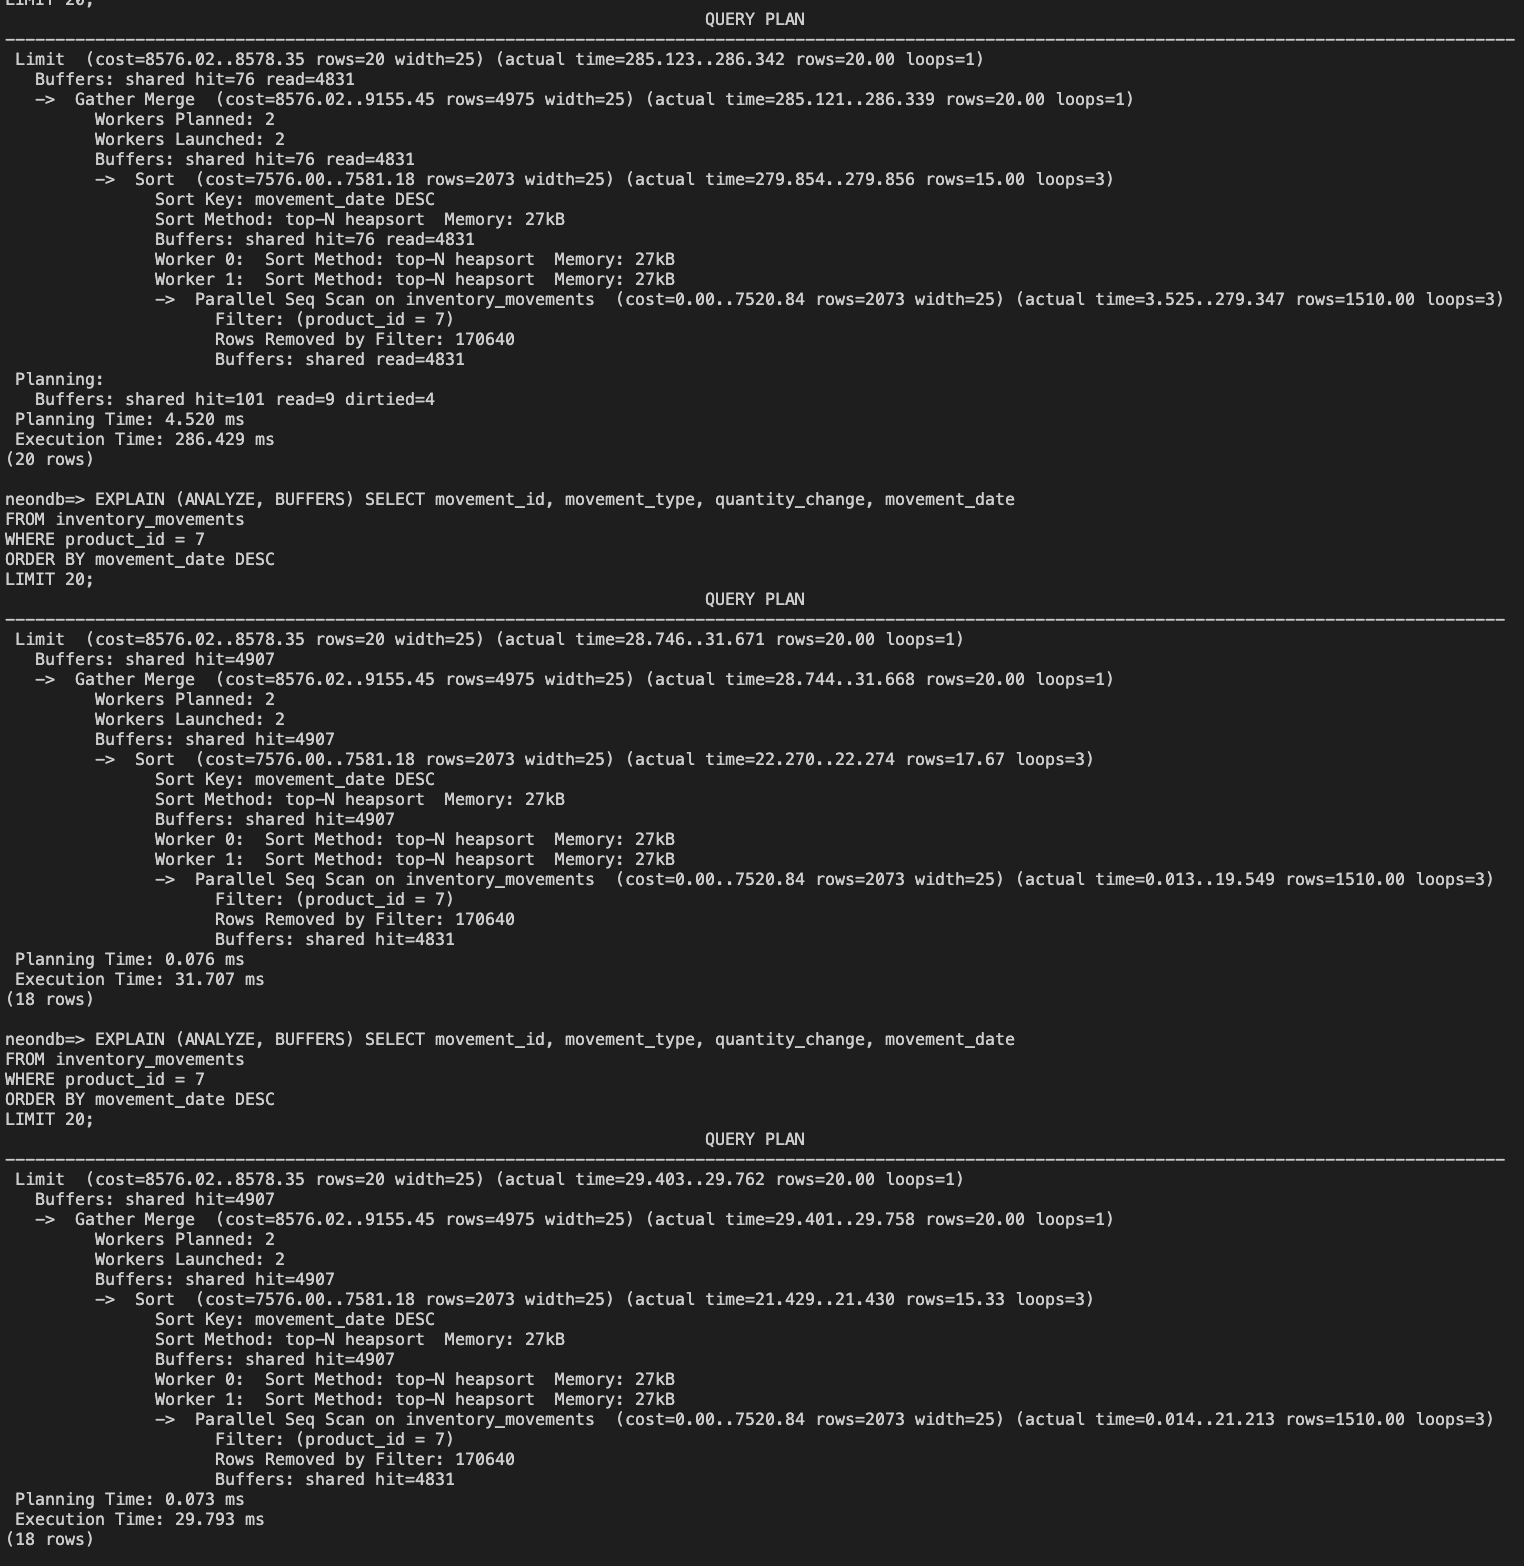 LIMIT 20;
QUERY PLAN
------------------------------------------------------------------------------------------------------------------------------------------------------
Limit  (cost=8576.02..8578.35 rows=20 width=25) (actual time=285.123..286.342 rows=20.00 loops=1)
Buffers: shared hit=76 read=4831
->  Gather Merge  (cost=8576.02..9155.45 rows=4975 width=25) (actual time=285.121..286.339 rows=20.00 loops=1)
Workers Planned: 2
Workers Launched: 2
Buffers: shared hit=76 read=4831
->  Sort  (cost=7576.00..7581.18 rows=2073 width=25) (actual time=279.854..279.856 rows=15.00 loops=3)
Sort Key: movement_date DESC
Sort Method: top-N heapsort  Memory: 27kB
Buffers: shared hit=76 read=4831
Worker 0:  Sort Method: top-N heapsort  Memory: 27kB
Worker 1:  Sort Method: top-N heapsort  Memory: 27kB
->  Parallel Seq Scan on inventory_movements  (cost=0.00..7520.84 rows=2073 width=25) (actual time=3.525..279.347 rows=1510.00 loops=3)
Filter: (product_id = 7)
Rows Removed by Filter: 170640
Buffers: shared read=4831
Planning:
Buffers: shared hit=101 read=9 dirtied=4
Planning Time: 4.520 ms
Execution Time: 286.429 ms
(20 rows)
neondb=> EXPLAIN (ANALYZE, BUFFERS) SELECT movement_id, movement_type, quantity_change, movement_date
FROM inventory_movements
WHERE product_id = 7
ORDER BY movement_date DESC
LIMIT 20;
QUERY PLAN
------------------------------------------------------------------------------------------------------------------------------------------------------
Limit  (cost=8576.02..8578.35 rows=20 width=25) (actual time=28.746..31.671 rows=20.00 loops=1)
Buffers: shared hit=4907
->  Gather Merge  (cost=8576.02..9155.45 rows=4975 width=25) (actual time=28.744..31.668 rows=20.00 loops=1)
Workers Planned: 2
Workers Launched: 2
Buffers: shared hit=4907
->  Sort  (cost=7576.00..7581.18 rows=2073 width=25) (actual time=22.270..22.274 rows=17.67 loops=3)
Sort Key: movement_date DESC
Sort Method: top-N heapsort  Memory: 27kB
Buffers: shared hit=4907
Worker 0:  Sort Method: top-N heapsort  Memory: 27kB
Worker 1:  Sort Method: top-N heapsort  Memory: 27kB
->  Parallel Seq Scan on inventory_movements  (cost=0.00..7520.84 rows=2073 width=25) (actual time=0.013..19.549 rows=1510.00 loops=3)
Filter: (product_id = 7)
Rows Removed by Filter: 170640
Buffers: shared hit=4831
Planning Time: 0.076 ms
Execution Time: 31.707 ms
(18 rows)
neondb=> EXPLAIN (ANALYZE, BUFFERS) SELECT movement_id, movement_type, quantity_change, movement_date
FROM inventory_movements
WHERE product_id = 7
ORDER BY movement_date DESC
LIMIT 20;
QUERY PLAN
------------------------------------------------------------------------------------------------------------------------------------------------------
Limit  (cost=8576.02..8578.35 rows=20 width=25) (actual time=29.403..29.762 rows=20.00 loops=1)
Buffers: shared hit=4907
->  Gather Merge  (cost=8576.02..9155.45 rows=4975 width=25) (actual time=29.401..29.758 rows=20.00 loops=1)
Workers Planned: 2
Workers Launched: 2
Buffers: shared hit=4907
->  Sort  (cost=7576.00..7581.18 rows=2073 width=25) (actual time=21.429..21.430 rows=15.33 loops=3)
Sort Key: movement_date DESC
Sort Method: top-N heapsort  Memory: 27kB
Buffers: shared hit=4907
Worker 0:  Sort Method: top-N heapsort  Memory: 27kB
Worker 1:  Sort Method: top-N heapsort  Memory: 27kB
->  Parallel Seq Scan on inventory_movements  (cost=0.00..7520.84 rows=2073 width=25) (actual time=0.014..21.213 rows=1510.00 loops=3)
Filter: (product_id = 7)
Rows Removed by Filter: 170640
Buffers: shared hit=4831
Planning Time: 0.073 ms
Execution Time: 29.793 ms
(18 rows)